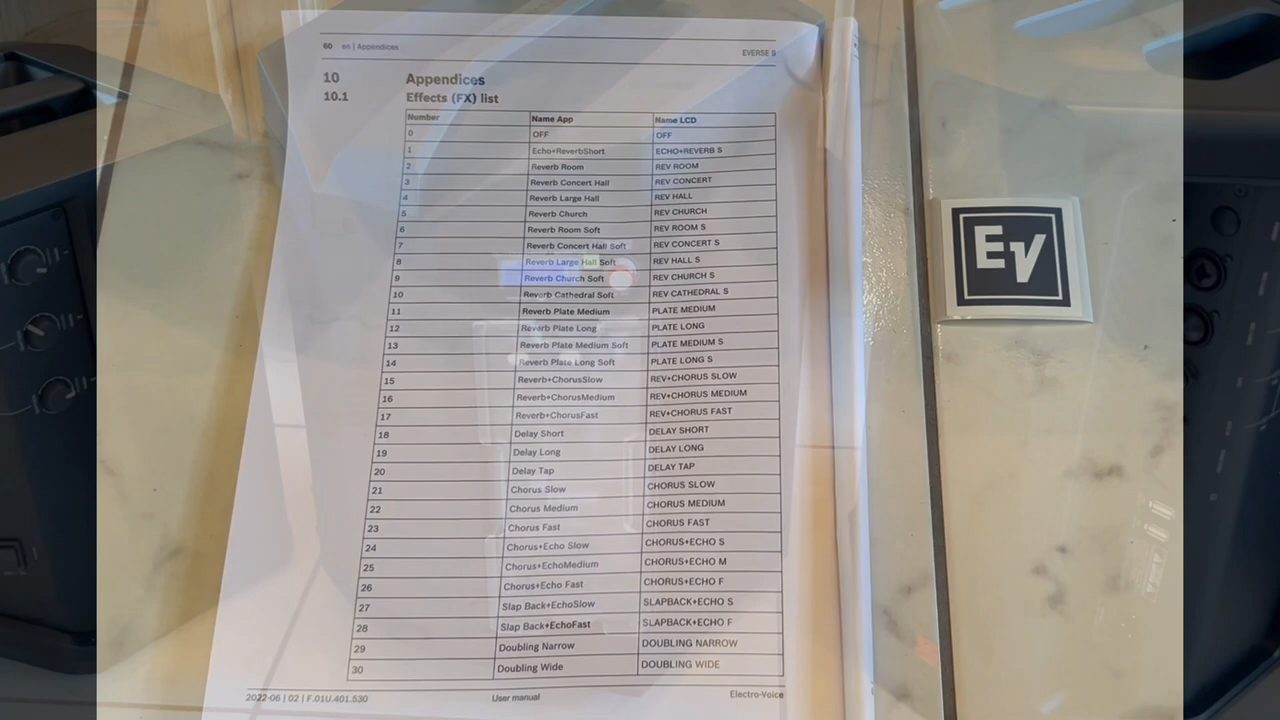 60 en | Appendices EVERSE 8
10 Appendices
10.1 Effects (FX) list
Number Name App Name LCD
0 OFF OFF
1 Echo+ReverbShort ECHO+REVERB S
2 Reverb Room REV ROOM
3 Reverb Concert Hall REV CONCERT
4 Reverb Large Hall REV HALL
5 Reverb Church REV CHURCH
6 Reverb Room Soft REV ROOM S
7 Reverb Concert Hall Soft REV CONCERT S
8 Reverb Large Hall Soft REV HALL S
9 Reverb Church Soft REV CHURCH S
10 Reverb Cathedral Soft REV CATHEDRAL S
11 Reverb Plate Medium PLATE MEDIUM
12 Reverb Plate Long PLATE LONG
13 Reverb Plate Medium Soft PLATE MEDIUM S
14 Reverb Plate Long Soft PLATE LONG S
15 Reverb+ChorusSlow REV+CHORUS SLOW
16 Reverb+ChorusMedium REV+CHORUS MEDIUM
17 Reverb+ChorusFast REV+CHORUS FAST
18 Delay Short DELAY SHORT
19 Delay Long DELAY LONG
20 Delay Tap DELAY TAP
21 Chorus Slow CHORUS SLOW
22 Chorus Medium CHORUS MEDIUM
23 Chorus Fast CHORUS FAST
24 Chorus+Echo Slow CHORUS+ECHO S
25 Chorus+EchoMedium CHORUS+ECHO M
26 Chorus+Echo Fast CHORUS+ECHO F
27 Slap Back+EchoSlow SLAPBACK+ECHO S
28 Slap Back+EchoFast SLAPBACK+ECHO F
29 Doubling Narrow DOUBLING NARROW
30 Doubling Wide DOUBLING WIDE
2022-06 | 02 | F.01U.401.530 User manual Electro-Voice
EV